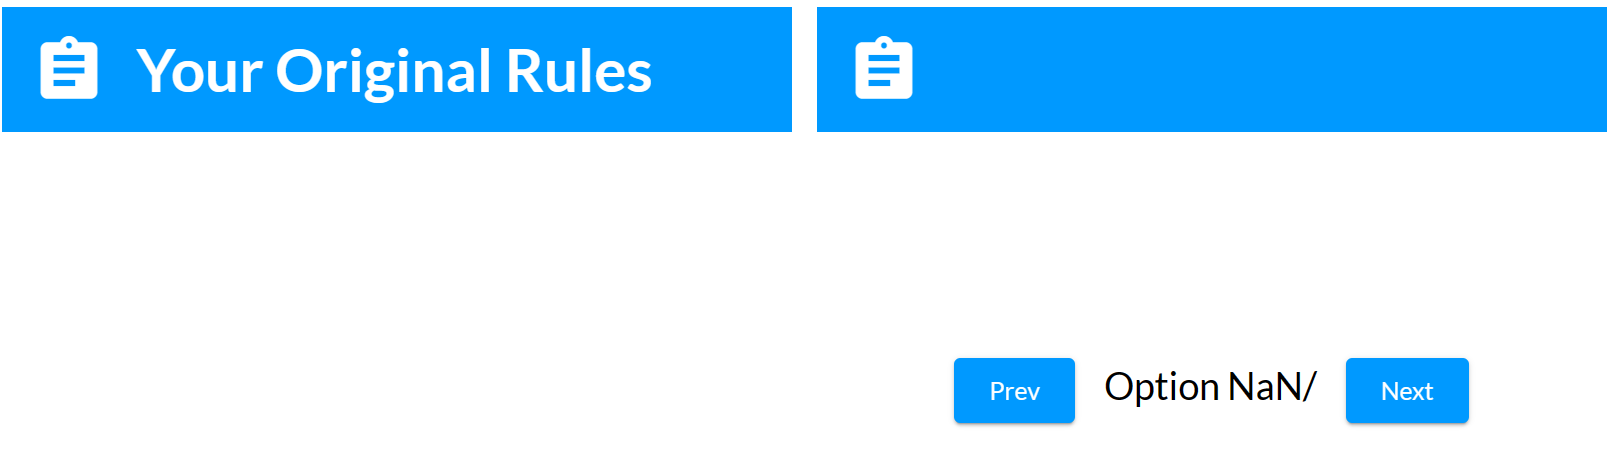 Your Original Rules
Prev
Option NaN/
Next